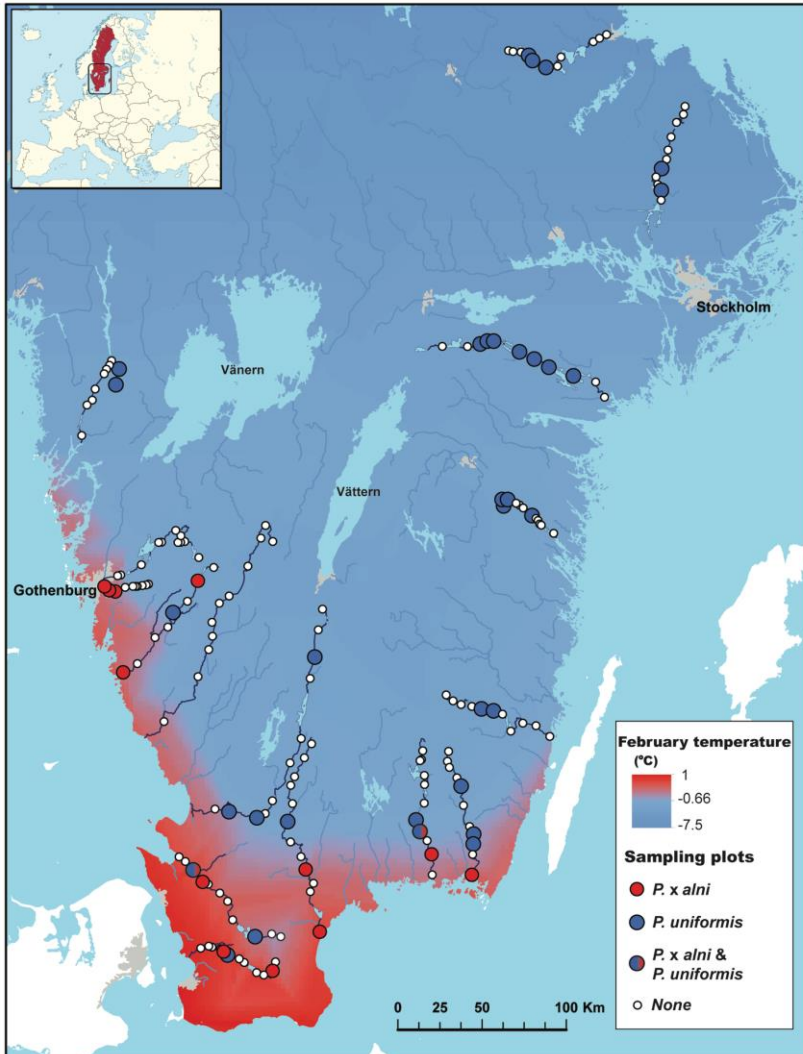 Stockholm
Vänern
Vättern
Gothenburg
February temperature
(°C)
1
-0.66
-7.5
Sampling plots
P. x alni
P. uniformis
P. x alni &
P. uniformis
None
0 25 50 100 Km